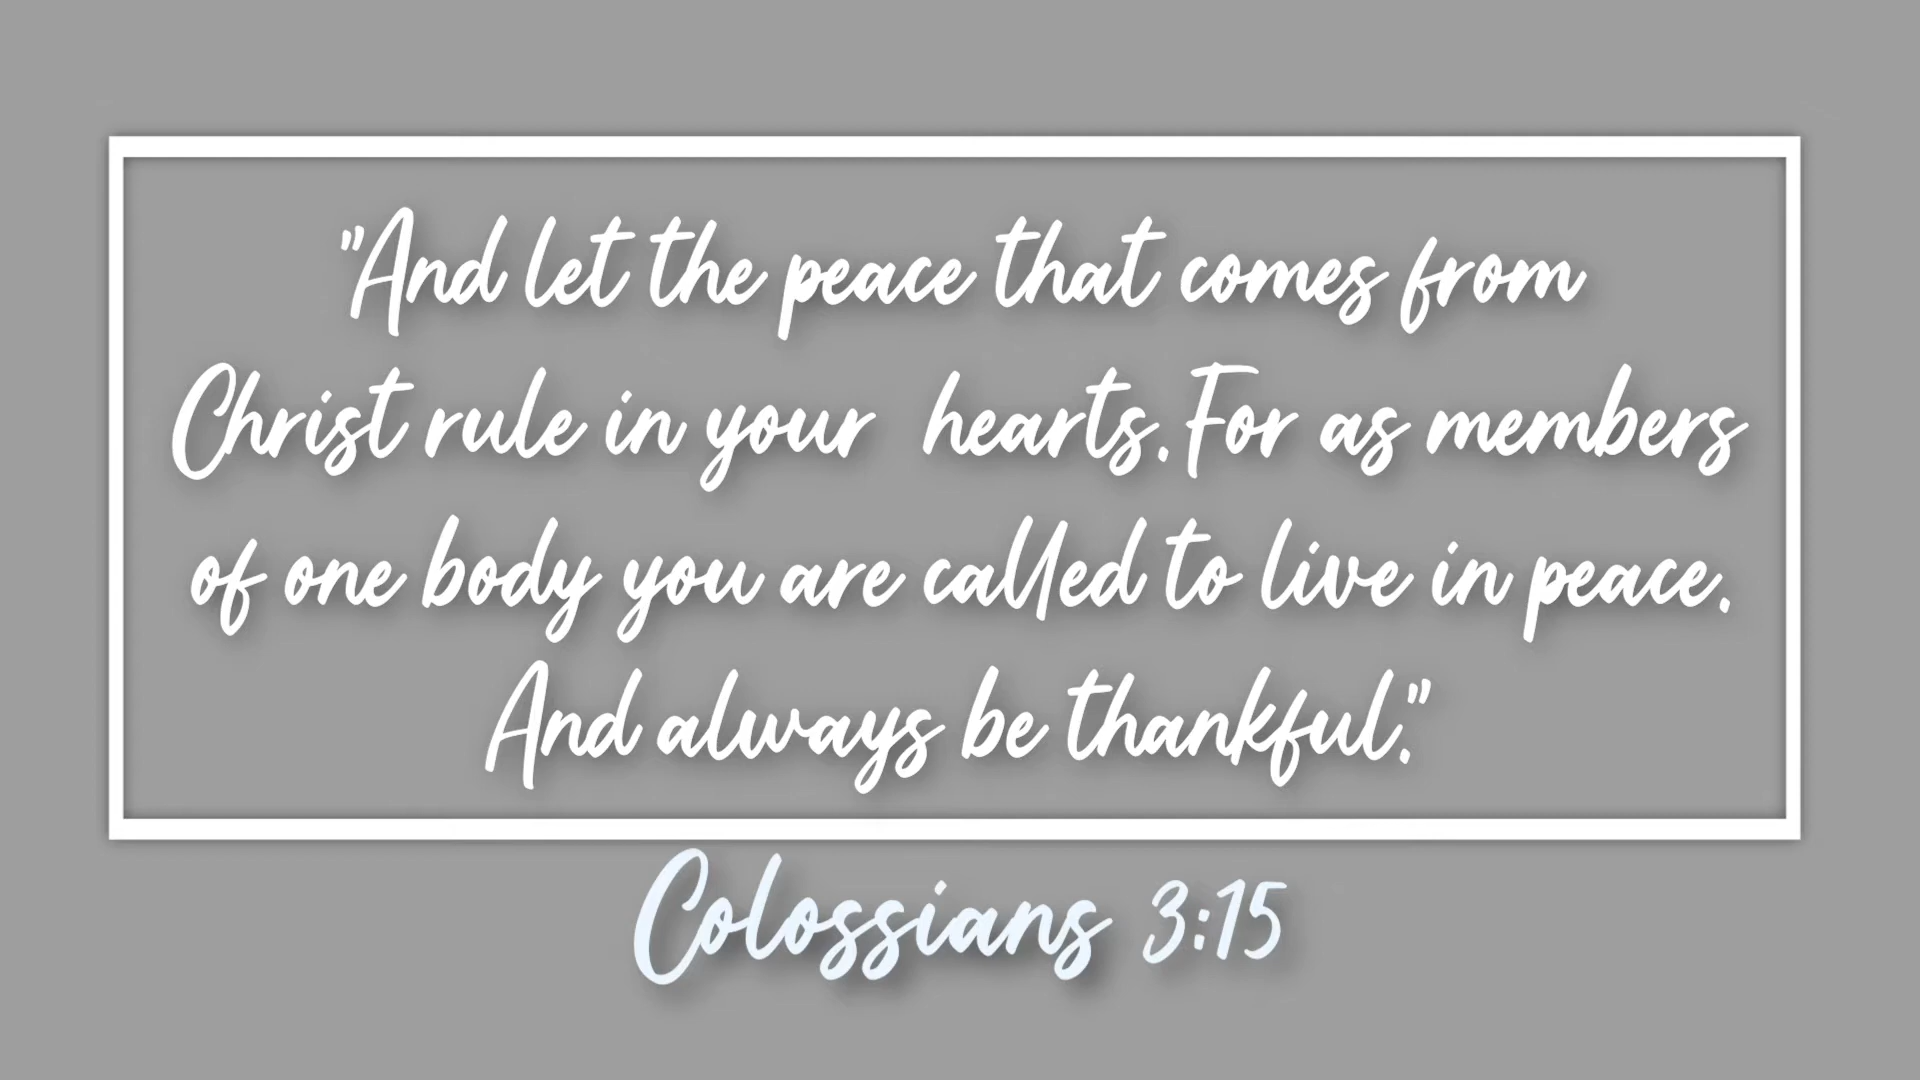 "And let the peace that comes from
Christ rule in your hearts. For as members
of one body you are called to live in peace.
And always be thankful."
Colossians 3:15